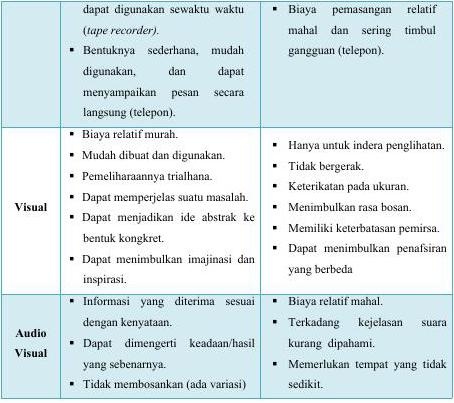 dapat digunakan sewaktu waktu
(tape recorder).
▪ Bentuknya sederhana, mudah
digunakan, dan dapat
menyampaikan pesan secara
langsung (telepon).
▪ Biaya pemasangan relatif
mahal dan sering timbul
gangguan (telepon).
Visual
▪ Biaya relatif murah.
▪ Mudah dibuat dan digunakan.
▪ Pemeliharaannya trialhana.
▪ Dapat memperjelas suatu masalah.
▪ Dapat menjadikan ide abstrak ke
bentuk kongkret.
▪ Dapat menimbulkan imajinasi dan
inspirasi.
▪ Hanya untuk indera penglihatan.
▪ Tidak bergerak.
▪ Keterikatan pada ukuran.
▪ Menimbulkan rasa bosan.
▪ Memiliki keterbatasan pemirsa.
▪ Dapat menimbulkan penafsiran
yang berbeda
Audio
Visual
▪ Informasi yang diterima sesuai
dengan kenyataan.
▪ Dapat dimengerti keadaan/hasil
yang sebenarnya.
▪ Tidak membosankan (ada variasi)
▪ Biaya relatif mahal.
▪ Terkadang kejelasan suara
kurang dipahami.
▪ Memerlukan tempat yang tidak
sedikit.